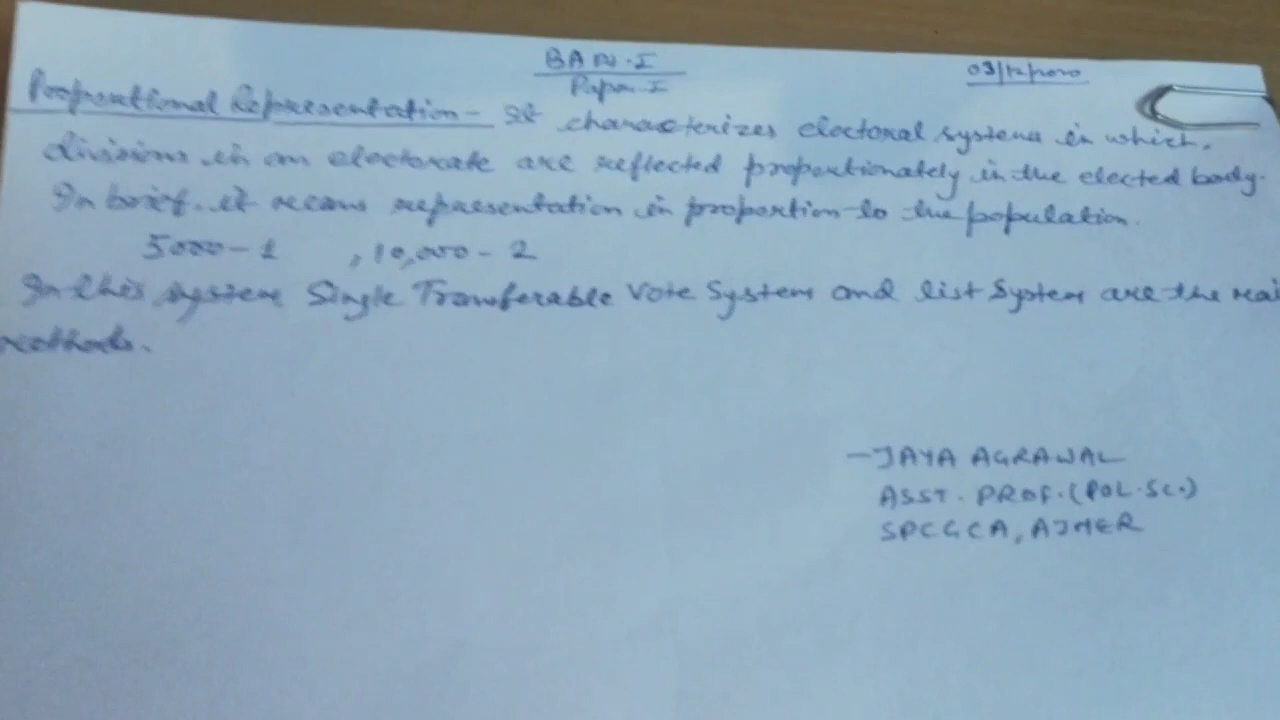 BA Pt. I
Paper I
03/12/2020
Proportional Representation - It characterizes electoral systems in which
divisions in an electorate are reflected proportionately in the elected body.
In brief, it means representation in proportion to the population.
5000 - 1 , 10,000 - 2
In this system Single Transferable Vote System and List System are the mai
methods.
- JAYA AGRAWAL
ASST. PROF. (POL. SC.)
SPCGCA, AJMER